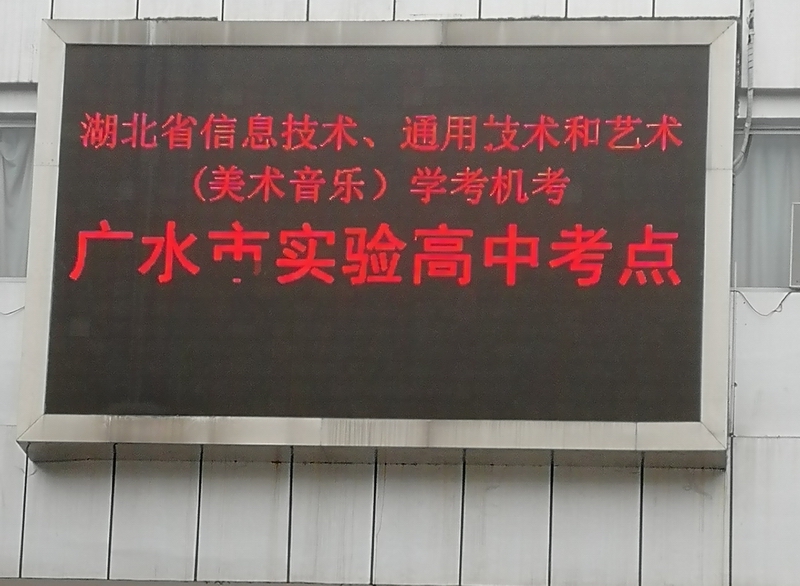 湖北省信息技术、通用技术和艺术
（美术音乐）学考机考
广水市实验高中考点